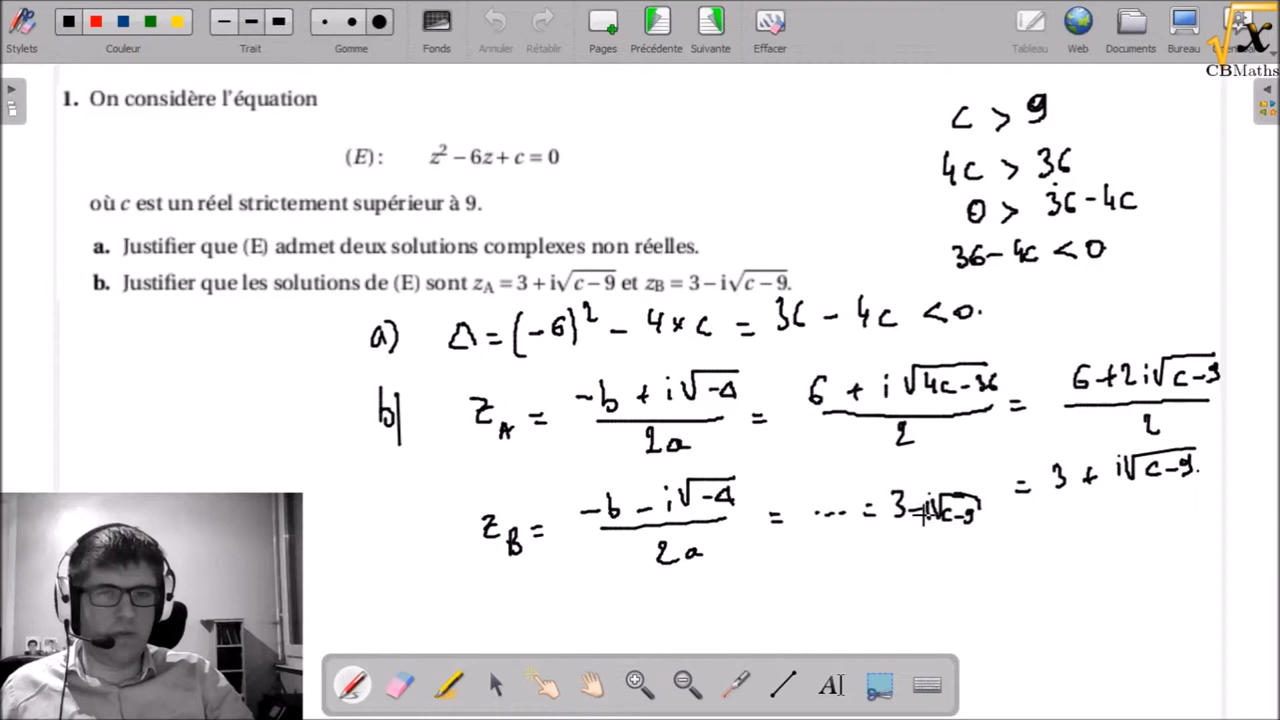 Stylets Couleur Trait Gomme Fonds Annuler Rétablir Pages Précédente Suivante Effacer Tableau Web Documents Bureau
CBMaths
1. On considère l'équation
(E): z² − 6z + c = 0
où c est un réel strictement supérieur à 9.
a. Justifier que (E) admet deux solutions complexes non réelles.
b. Justifier que les solutions de (E) sont z_A = 3 + i√(c−9) et z_B = 3 − i√(c−9).
c > 9
4c > 36
0 > 36 - 4c
36 - 4c < 0
a) Δ = (-6)² - 4 × c = 36 - 4c < 0.
b) z_A = (-b + i√(-Δ))/2a = (6 + i√(4c-36))/2 = (6 + 2i√(c-9))/2
= 3 + i√(c-9).
z_B = (-b - i√(-Δ))/2a = ... = 3 - i√(c-9)
AI